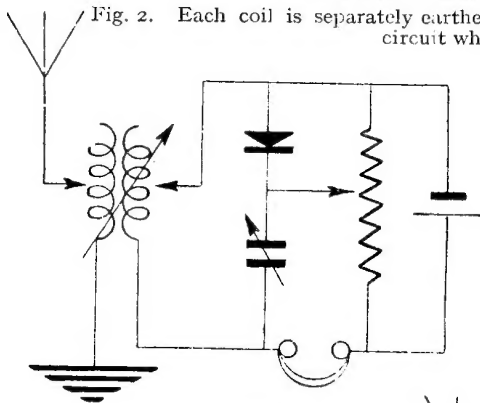 Fig. 2. Each coil is separately earthe
circuit wh